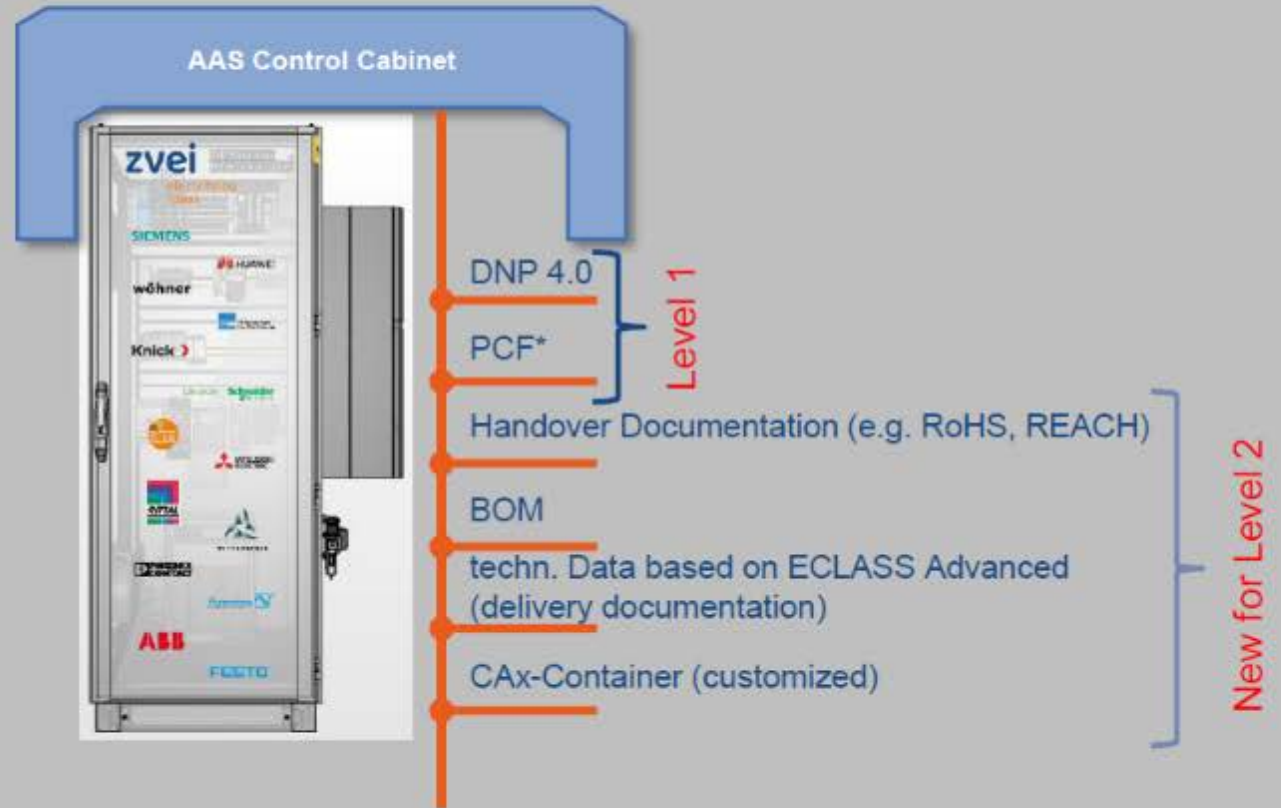 AAS Control Cabinet
zvei
SIEMENS
HUAWEI
wöhner
Knick
Schneider
ABB
FESTO
DNP 4.0
PCF*
Level 1
Handover Documentation (e.g. RoHS, REACH)
BOM
techn. Data based on ECLASS Advanced
(delivery documentation)
CAx-Container (customized)
New for Level 2